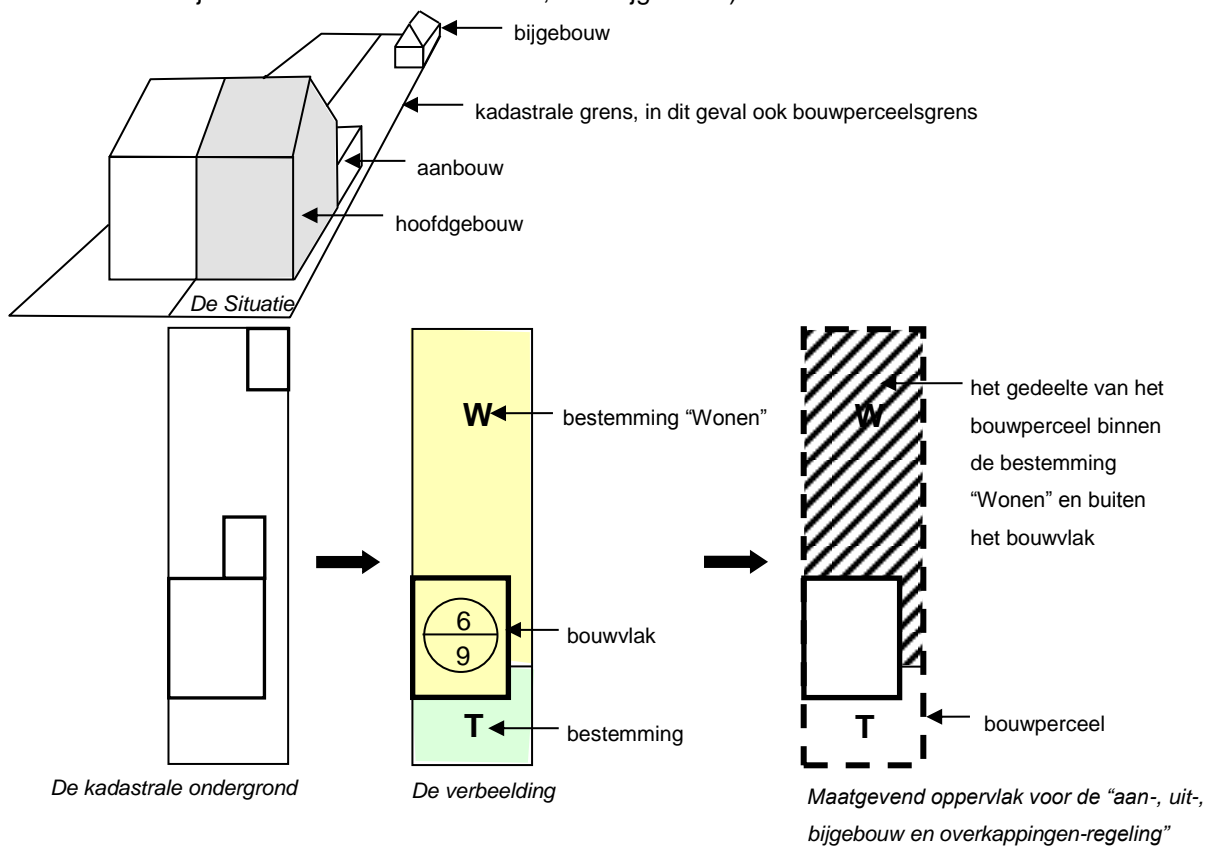 bijgebouw
kadastrale grens, in dit geval ook bouwperceelsgrens
aanbouw
hoofdgebouw
De Situatie
W
bestemming “Wonen”
6
9
bouwvlak
T
bestemming
W
het gedeelte van het
bouwperceel binnen
de bestemming
“Wonen” en buiten
het bouwvlak
T
bouwperceel
De kadastrale ondergrond
De verbeelding
Maatgevend oppervlak voor de “aan-, uit-,
bijgebouw en overkappingen-regeling”